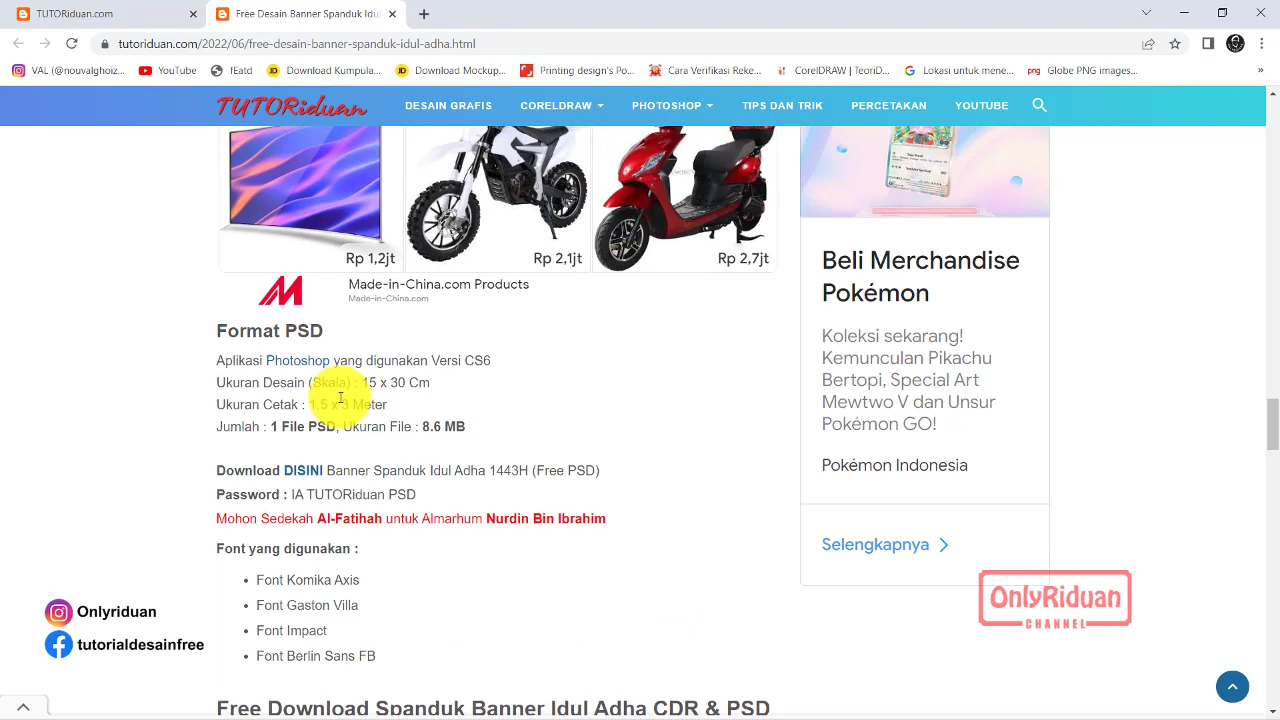 TUTORiduan.com
Free Desain Banner Spanduk Idul
tutoriduan.com/2022/06/free-desain-banner-spanduk-idul-adha.html
VAL (@nouvalghoiz...
YouTube
fEatd
Download Kumpula...
Download Mockup...
Printing design's Po...
Cara Verifikasi Reke...
CorelDRAW | TeoriD...
Lokasi untuk mene...
png
Globe PNG images...
»
TUTORiduan
DESAIN GRAFIS
CORELDRAW
PHOTOSHOP
TIPS DAN TRIK
PERCETAKAN
YOUTUBE
Rp 1,2jt
Rp 2,1jt
Rp 2,7jt
Made-in-China.com Products
Made-in-China.com
Format PSD
Aplikasi Photoshop yang digunakan Versi CS6
Ukuran Desain (Skala) : 15 x 30 Cm
Ukuran Cetak : 1.5 x 3 Meter
Jumlah : 1 File PSD, Ukuran File : 8.6 MB
Download DISINI Banner Spanduk Idul Adha 1443H (Free PSD)
Password : IA TUTORiduan PSD
Mohon Sedekah Al-Fatihah untuk Almarhum Nurdin Bin Ibrahim
Font yang digunakan :
• Font Komika Axis
• Font Gaston Villa
• Font Impact
• Font Berlin Sans FB
Free Download Spanduk Banner Idul Adha CDR & PSD
Beli Merchandise
Pokémon
Koleksi sekarang!
Kemunculan Pikachu
Bertopi, Special Art
Mewtwo V dan Unsur
Pokémon GO!
Pokémon Indonesia
Selengkapnya
OnlyRiduan
CHANNEL
Onlyriduan
tutorialdesainfree